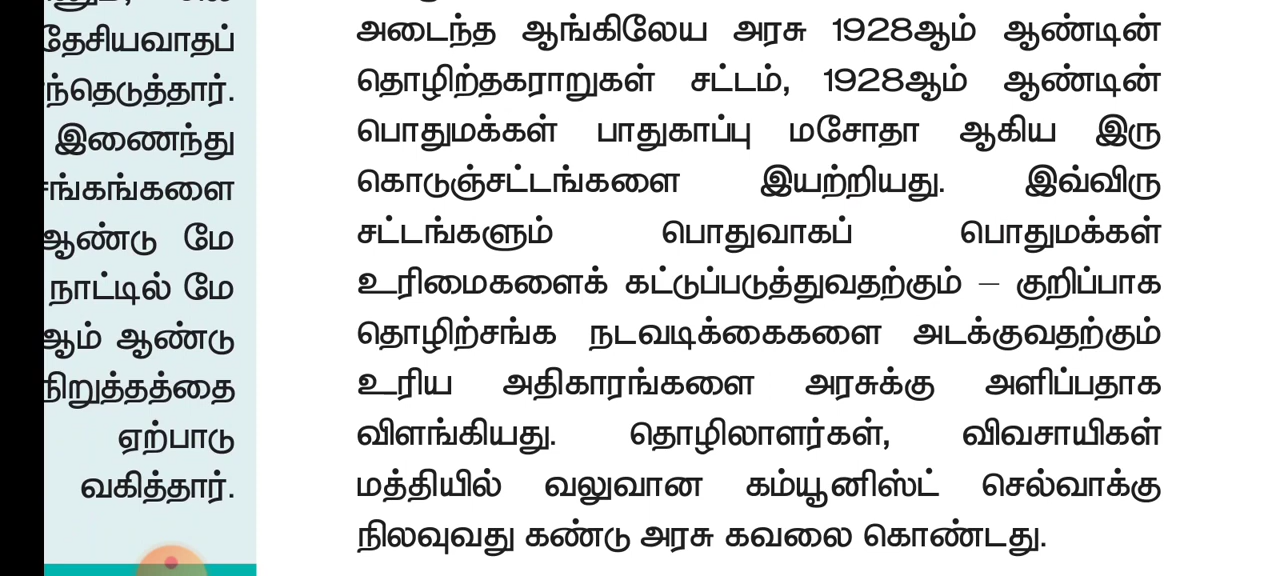 தேசியவாதப்
ந்தெடுத்தார்.
இணைந்து
சங்கங்களை
ஆண்டு மே
நாட்டில் மே
ஆம் ஆண்டு
நிறுத்தத்தை
ஏற்பாடு
வகித்தார்.
அடைந்த ஆங்கிலேய அரசு 1928ஆம் ஆண்டின்
தொழிற்தகராறுகள் சட்டம், 1928ஆம் ஆண்டின்
பொதுமக்கள் பாதுகாப்பு மசோதா ஆகிய இரு
கொடுஞ்சட்டங்களை இயற்றியது. இவ்விரு
சட்டங்களும் பொதுவாகப் பொதுமக்கள்
உரிமைகளைக் கட்டுப்படுத்துவதற்கும் – குறிப்பாக
தொழிற்சங்க நடவடிக்கைகளை அடக்குவதற்கும்
உரிய அதிகாரங்களை அரசுக்கு அளிப்பதாக
விளங்கியது. தொழிலாளர்கள், விவசாயிகள்
மத்தியில் வலுவான கம்யூனிஸ்ட் செல்வாக்கு
நிலவுவது கண்டு அரசு கவலை கொண்டது.